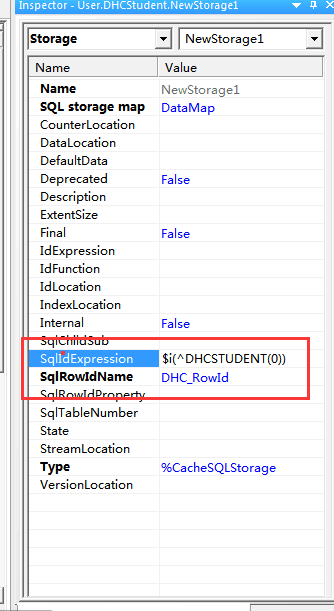 Inspector - User.DHCStudent.NewStorage1
Storage NewStorage1
Name Value
Name NewStorage1
SQL storage map DataMap
CounterLocation
DataLocation
DefaultData
Deprecated False
Description
ExtentSize
Final False
IdExpression
IdFunction
IdLocation
IndexLocation
Internal False
SqlChildSub
SqlIdExpression $i(^DHCSTUDENT(0))
SqlRowIdName DHC_RowId
SqlRowIdProperty
SqlTableNumber
State
StreamLocation
Type %CacheSQLStorage
VersionLocation